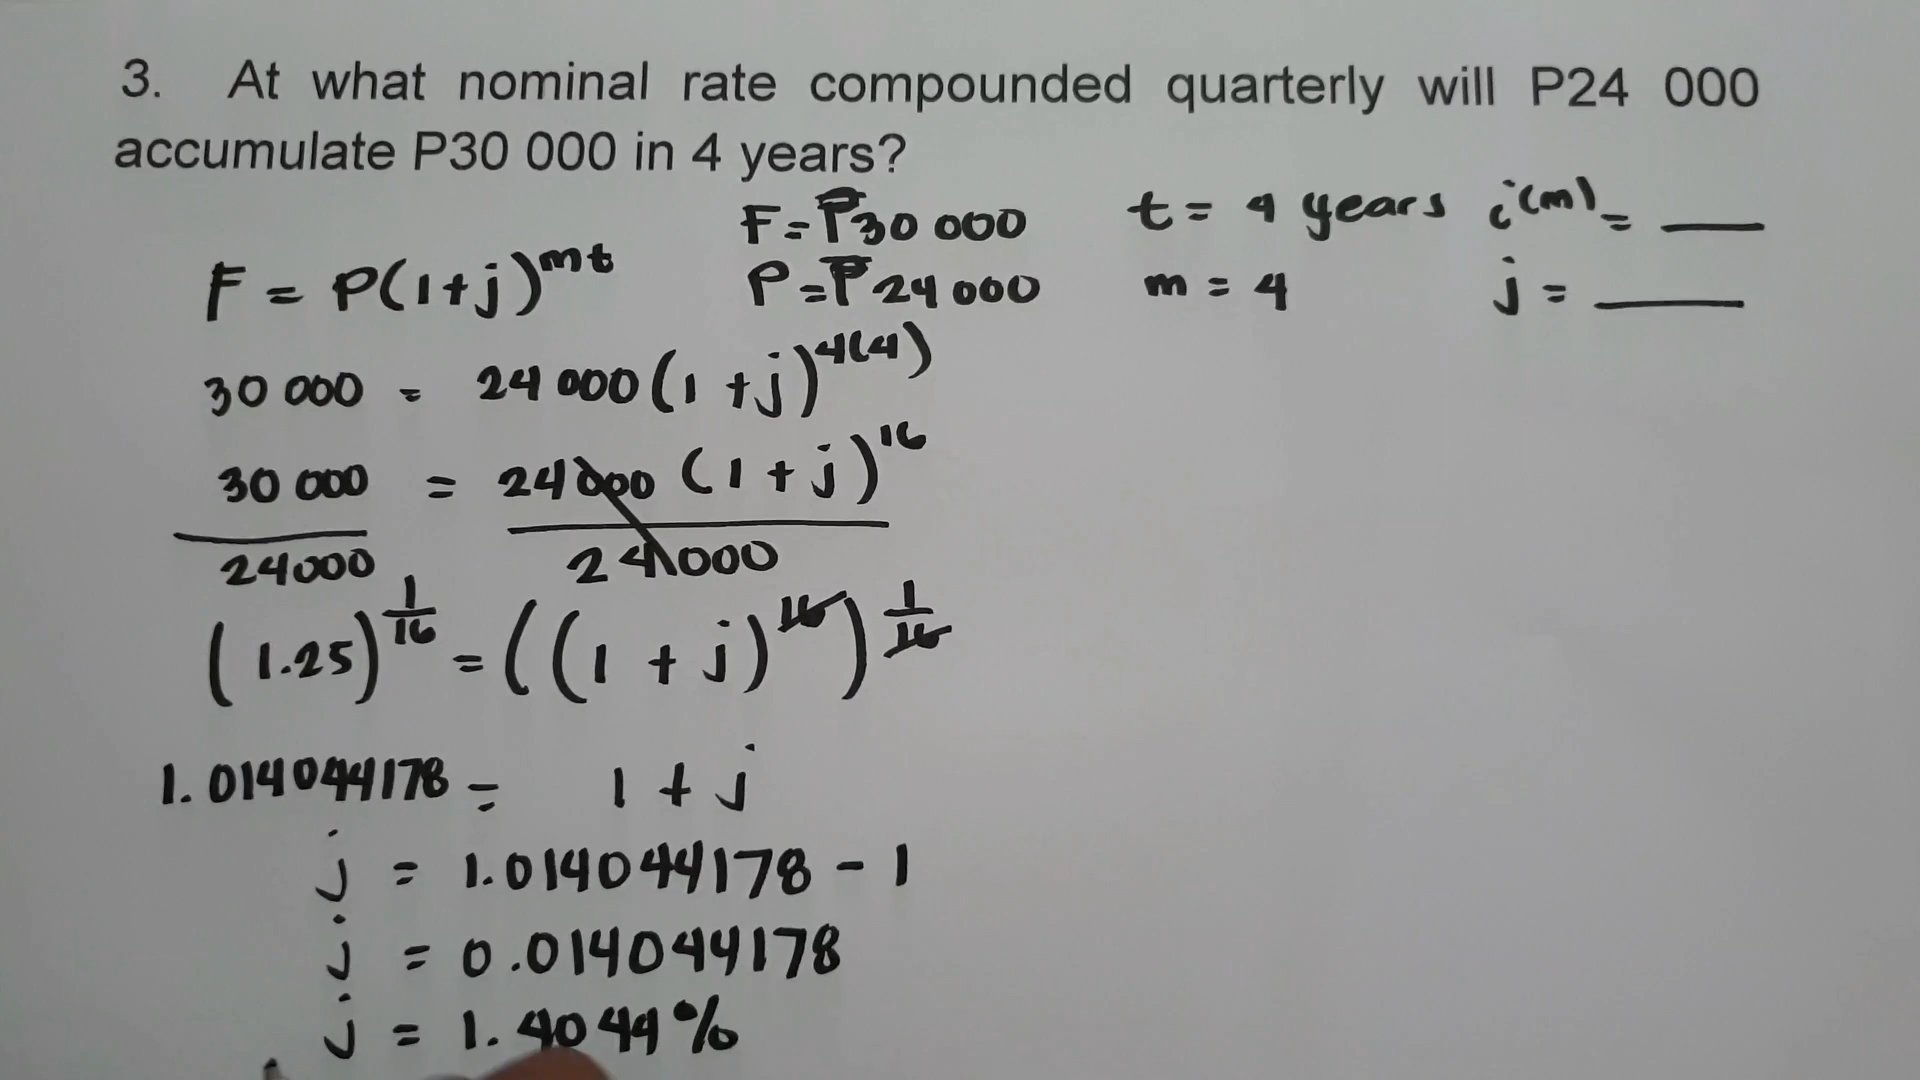 3. At what nominal rate compounded quarterly will P24 000
accumulate P30 000 in 4 years?
F = ₱30 000 t = 4 years i(m) = ___
F = P(1+j)^mt P = ₱24 000 m = 4 j = ___
30 000 = 24 000 (1 + j)^4(4)
30 000 = 24 000 (1 + j)^16
24000 24000
(1.25)^1/16 = ((1 + j)^16)^1/16
1.014044178 = 1 + j
j = 1.014044178 - 1
j = 0.014044178
j = 1.4044%